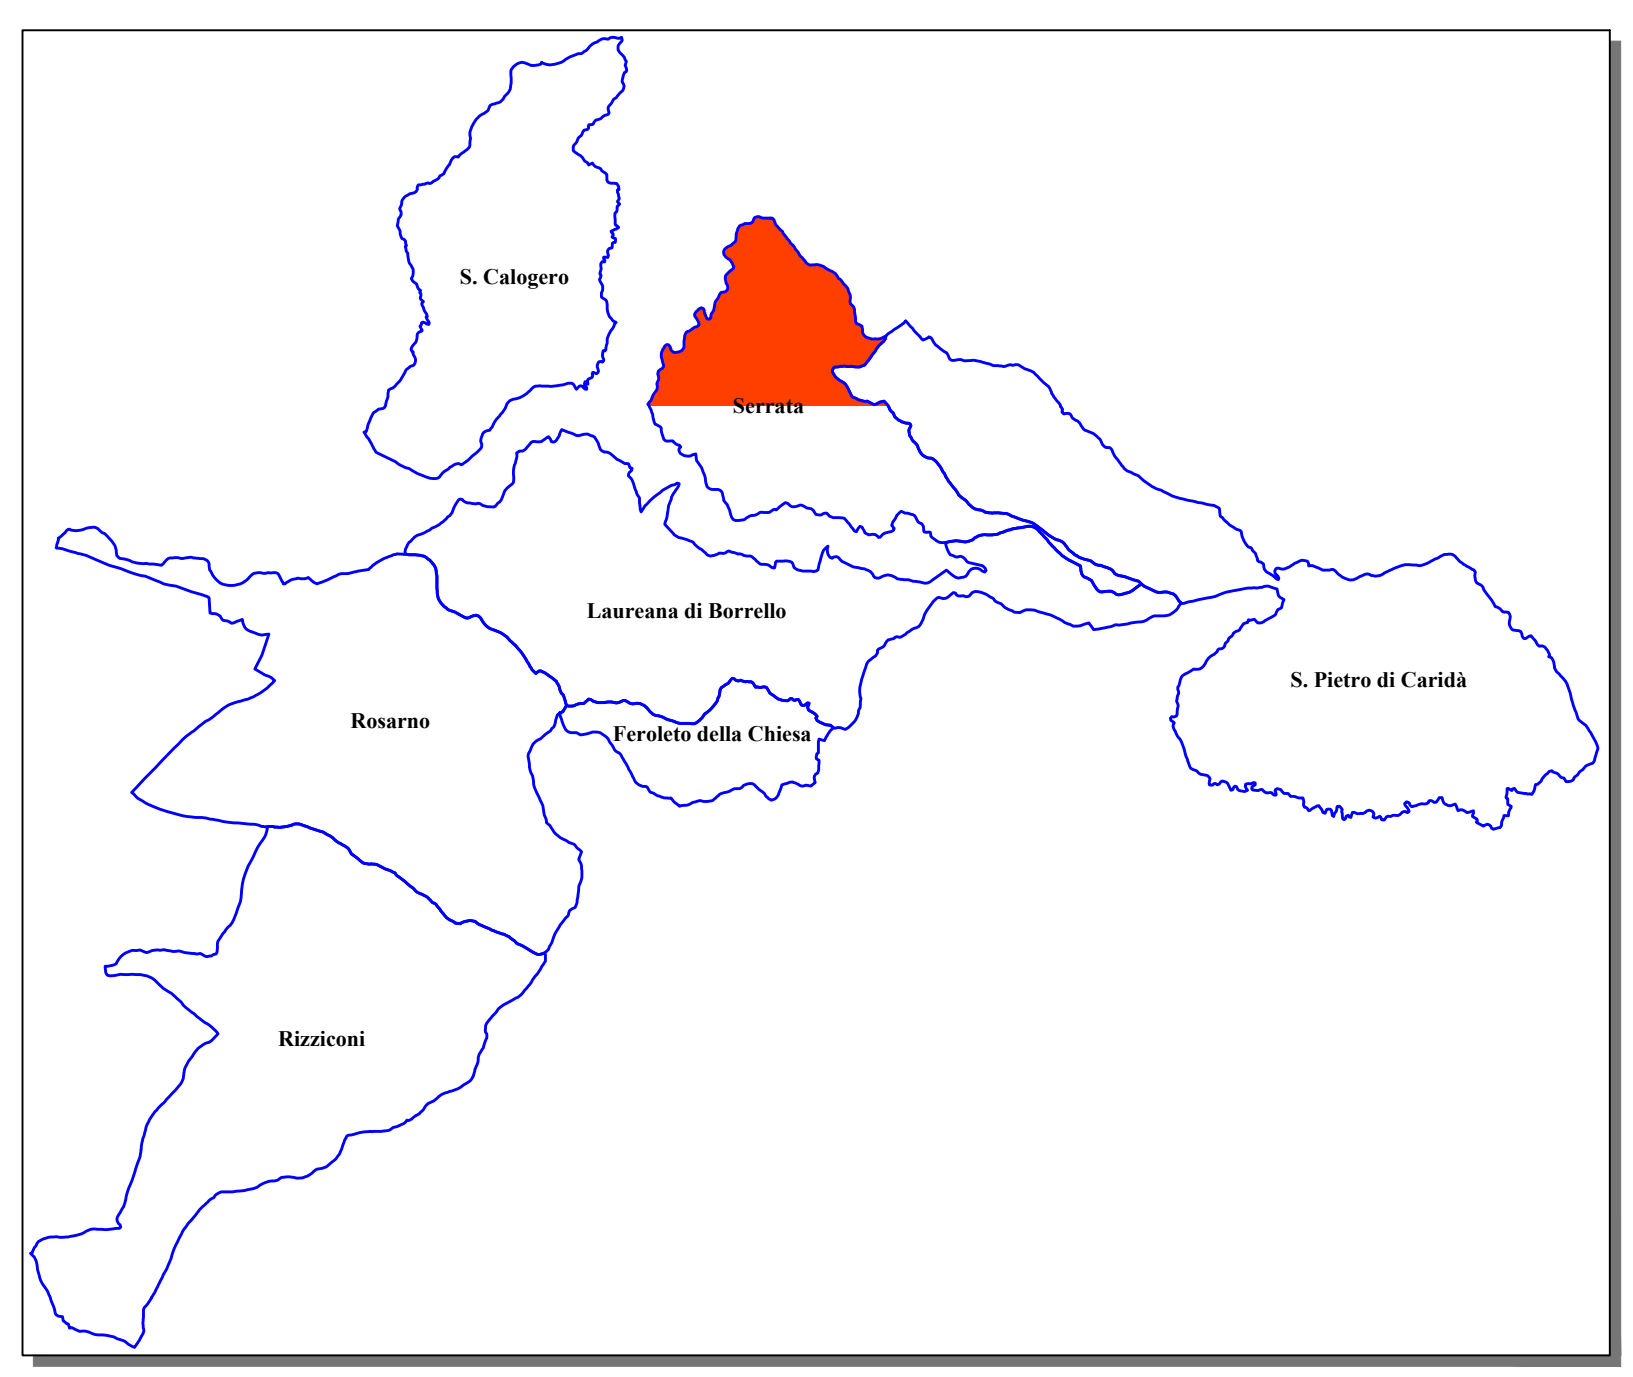 S. Calogero
Serrata
Laureana di Borrello
S. Pietro di Caridà
Rosarno
Feroleto della Chiesa
Rizziconi